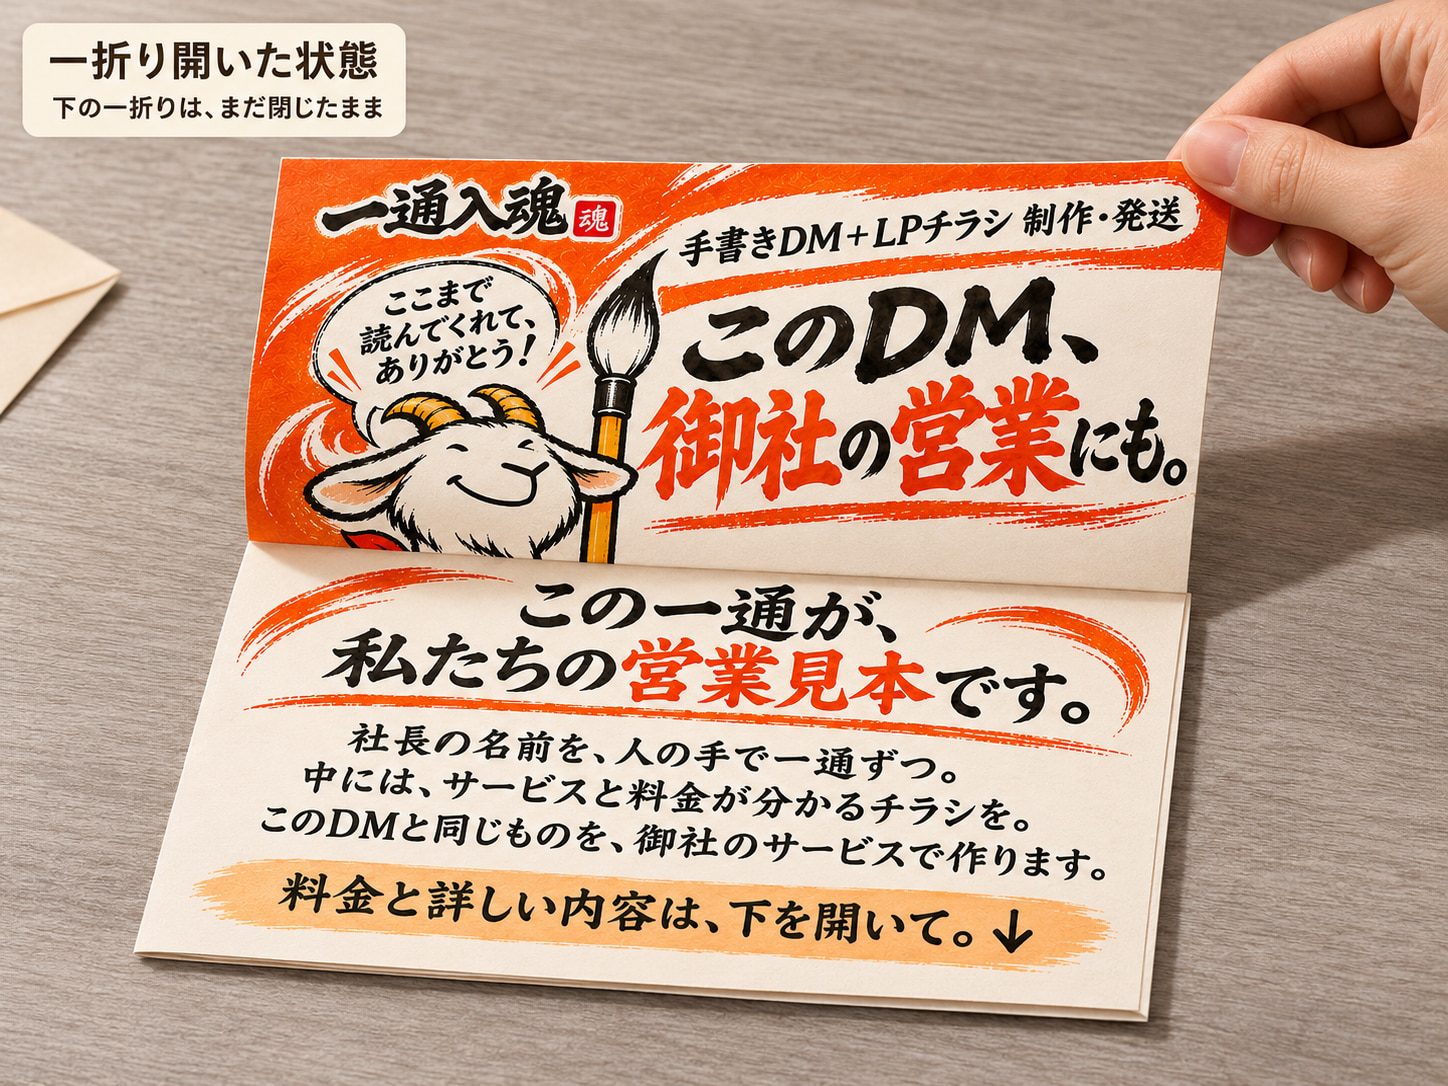 一折り開いた状態
下の一折りは、まだ閉じたまま
一通入魂 魂
手書きDM+LPチラシ 制作・発送
ここまで
読んでくれて、
ありがとう!
このDM、
御社の営業にも。
この一通が、
私たちの営業見本です。
社長の名前を、人の手で一通ずつ。
中には、サービスと料金が分かるチラシを。
このDMと同じものを、御社のサービスで作ります。
料金と詳しい内容は、下を開いて。↓